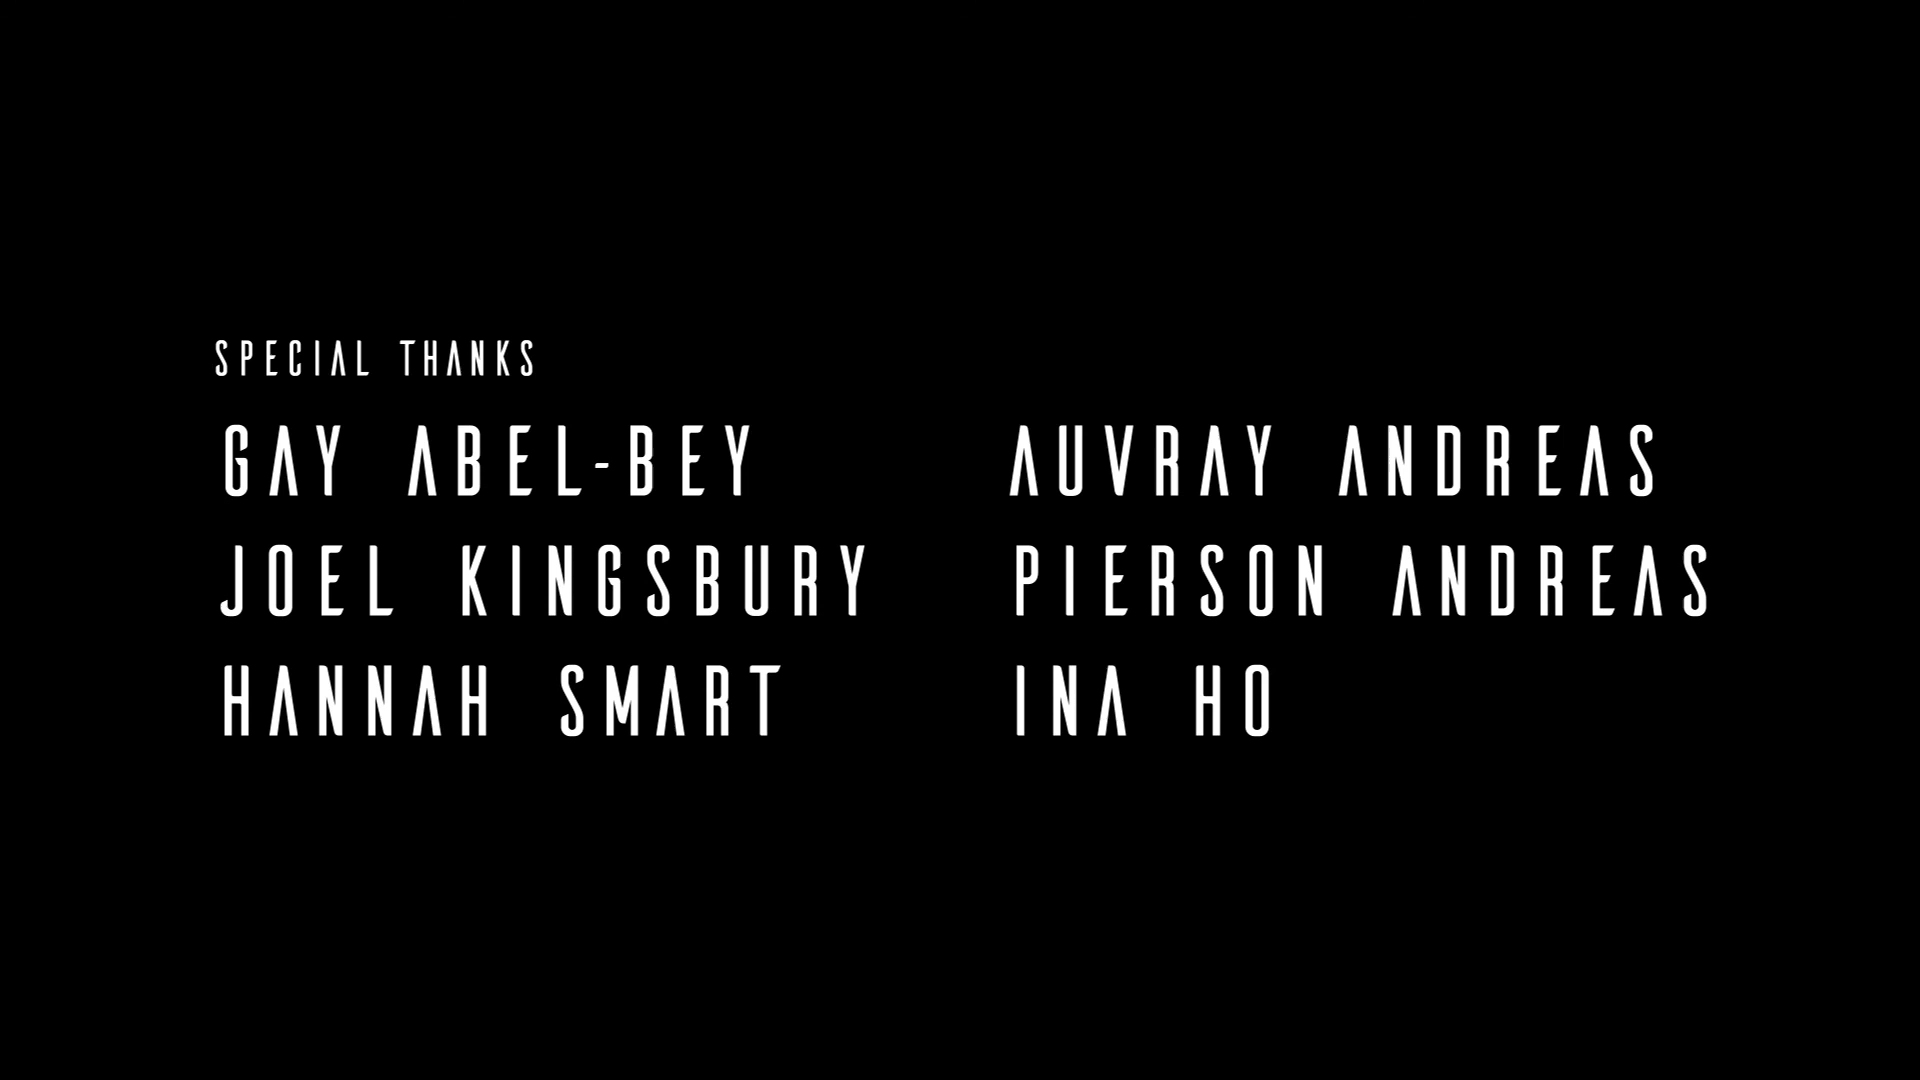 SPECIAL THANKS
GAY ABEL-BEY
JOEL KINGSBURY
HANNAH SMART
AUVRAY ANDREAS
PIERSON ANDREAS
INA HO